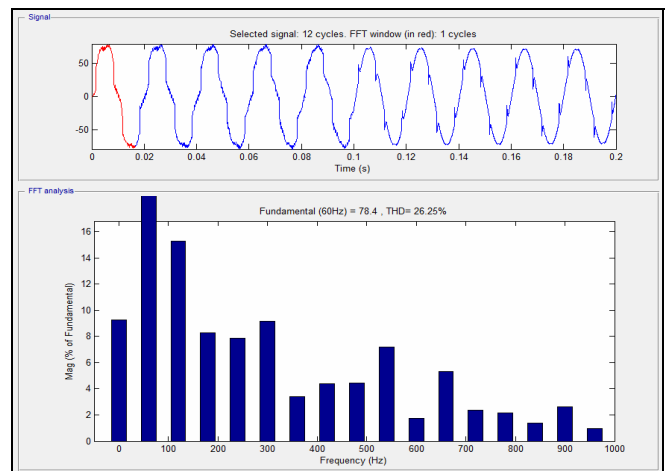 Signal
Selected signal: 12 cycles. FFT window (in red): 1 cycles
50
0
-50
0 0.02 0.04 0.06 0.08 0.1 0.12 0.14 0.16 0.18 0.2
Time (s)
FFT analysis
Fundamental (60Hz) = 78.4 , THD= 26.25%
16
14
12
10
8
6
4
2
0
Mag (% of Fundamental)
0 100 200 300 400 500 600 700 800 900 1000
Frequency (Hz)